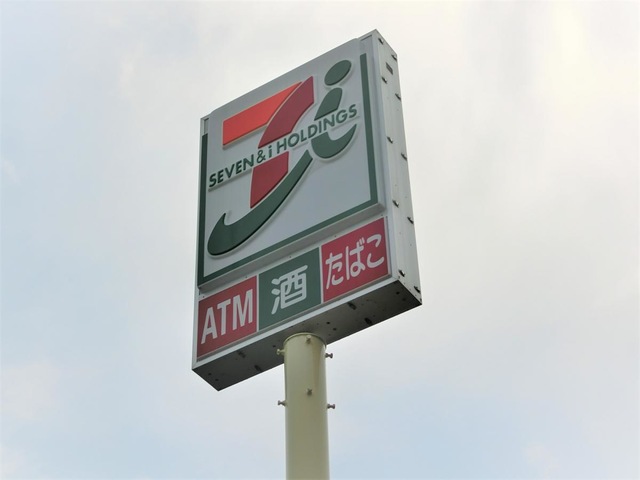 SEVEN & i HOLDINGS
ATM 酒 たばこ